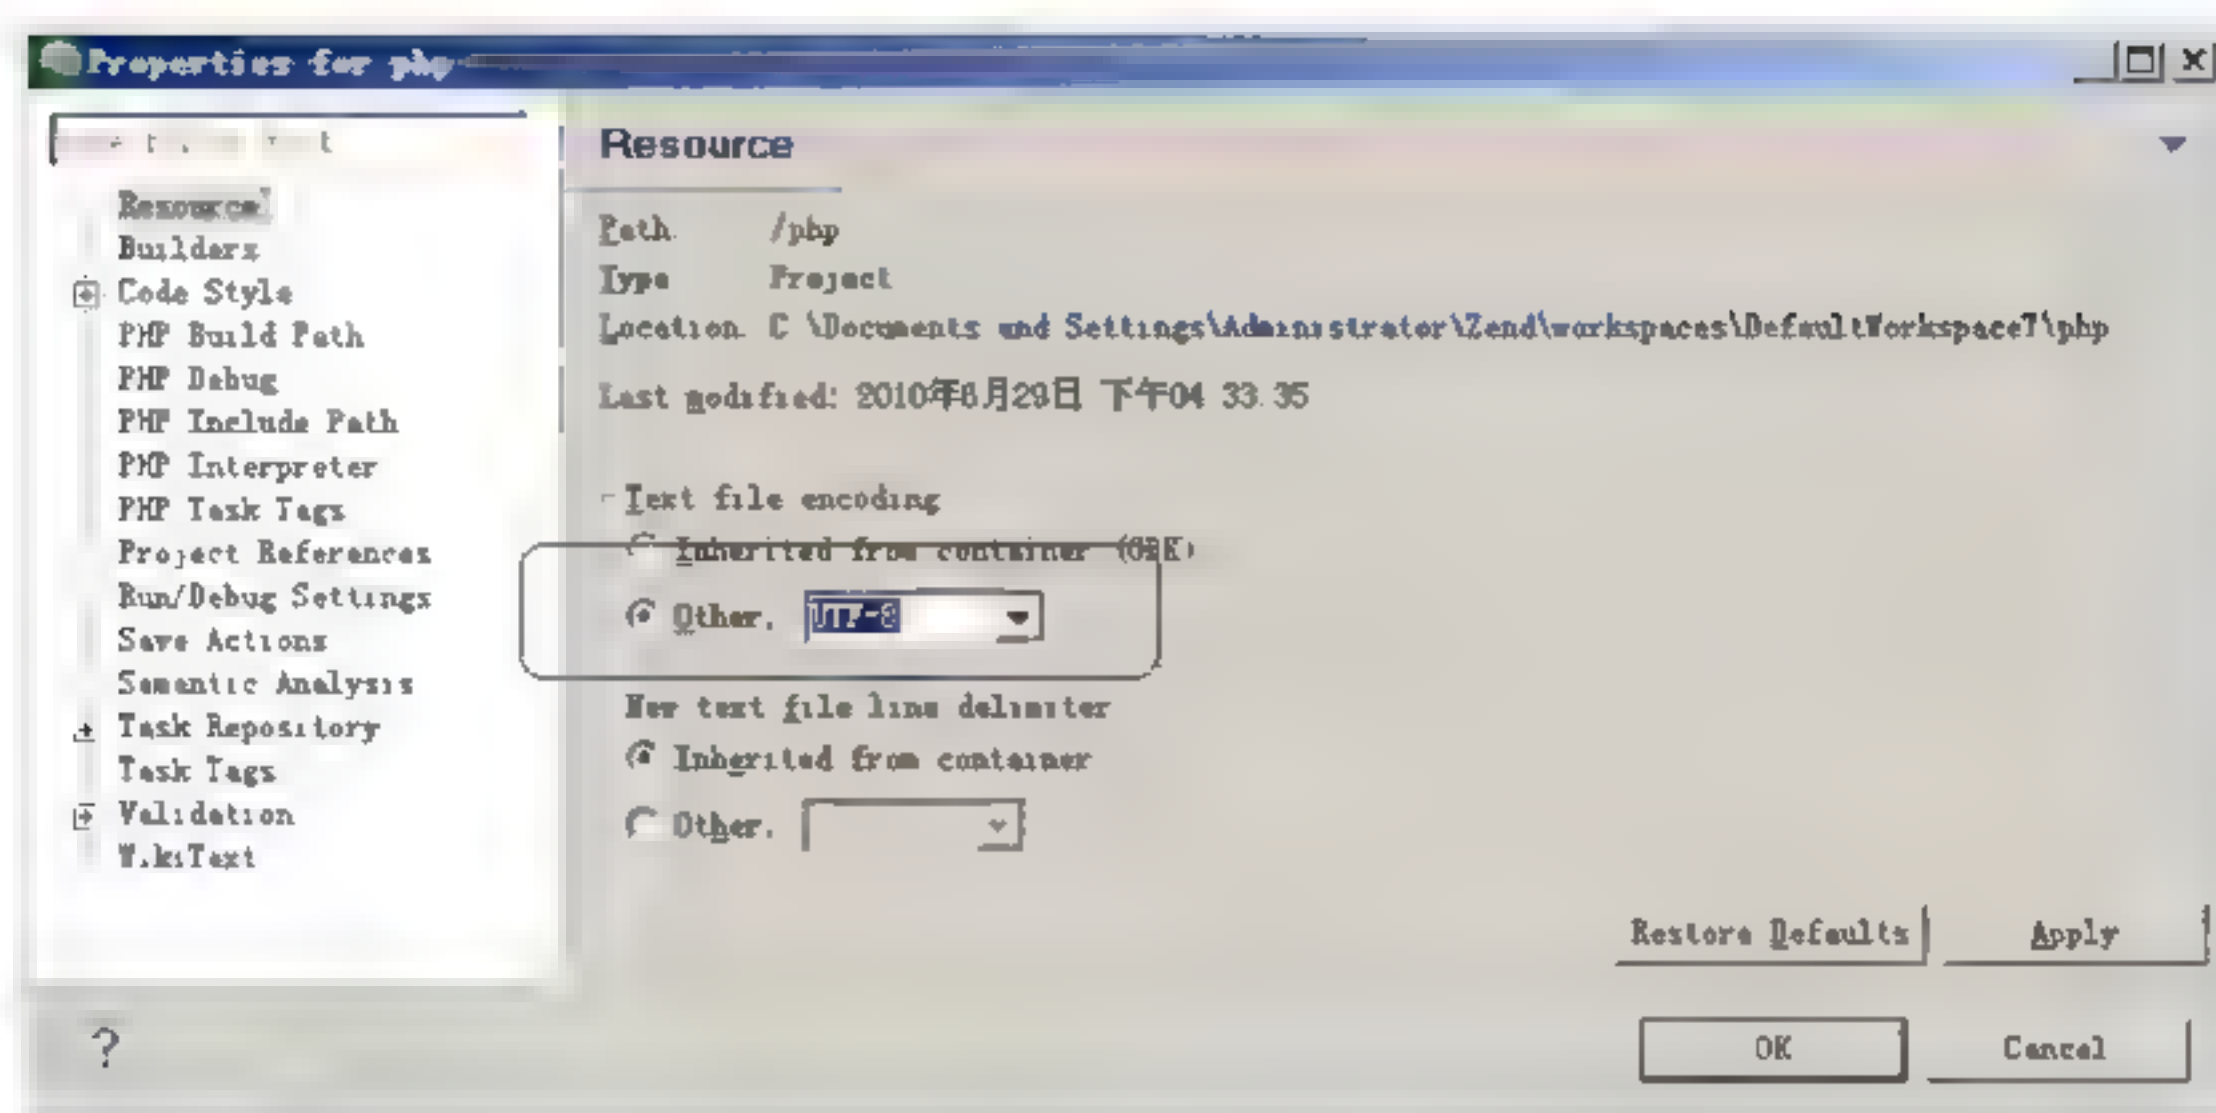 Properties for php
Resource
Builders
Code Style
PHP Build Path
PHP Debug
PHP Include Path
PHP Interpreter
PHP Task Tags
Project References
Run/Debug Settings
Save Actions
Semantic Analysis
Task Repository
Task Tags
Validation
WikiText
Resource
Path: /php
Type: Project
Location: C:\Documents and Settings\Administrator\Zend\workspaces\DefaultWorkspace7\php
Last modified: 2010年6月29日 下午04:33:35
Text file encoding
Inherited from container (GBK)
Other: UTF-8
New text file line delimiter
Inherited from container
Other:
Restore Defaults
Apply
?
OK
Cancel